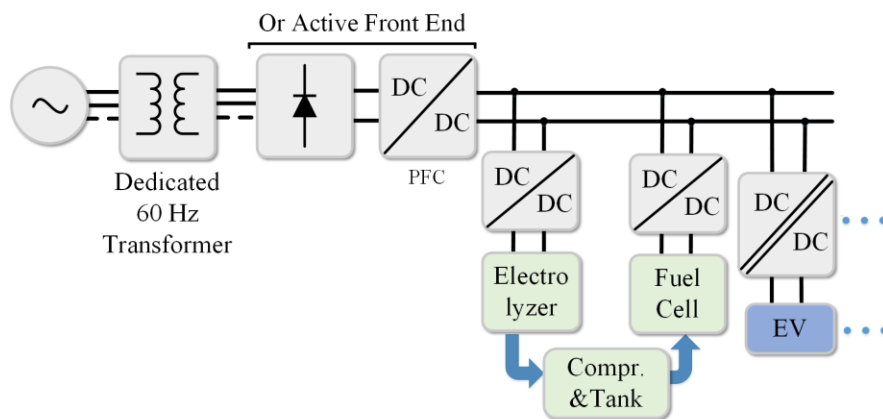 Or Active Front End
DC
DC
PFC
Dedicated
60 Hz
Transformer
DC
DC
DC
DC
DC
DC
Electro
lyzer
Fuel
Cell
EV
Compr.
&Tank